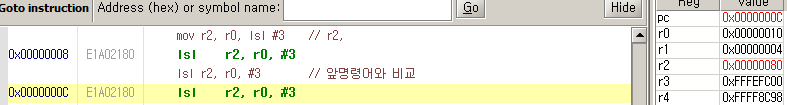 Goto instruction Address (hex) or symbol name: Go Hide
Reg Value
mov r2, r0, lsl #3 // r2,
pc 0x0000000C
0x00000008 E1A02180 lsl r2, r0, #3
r0 0x00000010
lsl r2, r0, #3 // 앞명령어와 비교
r1 0x00000004
0x0000000C E1A02180 lsl r2, r0, #3
r2 0x00000080
r3 0xFFFEFC00
r4 0xFFFF8C98